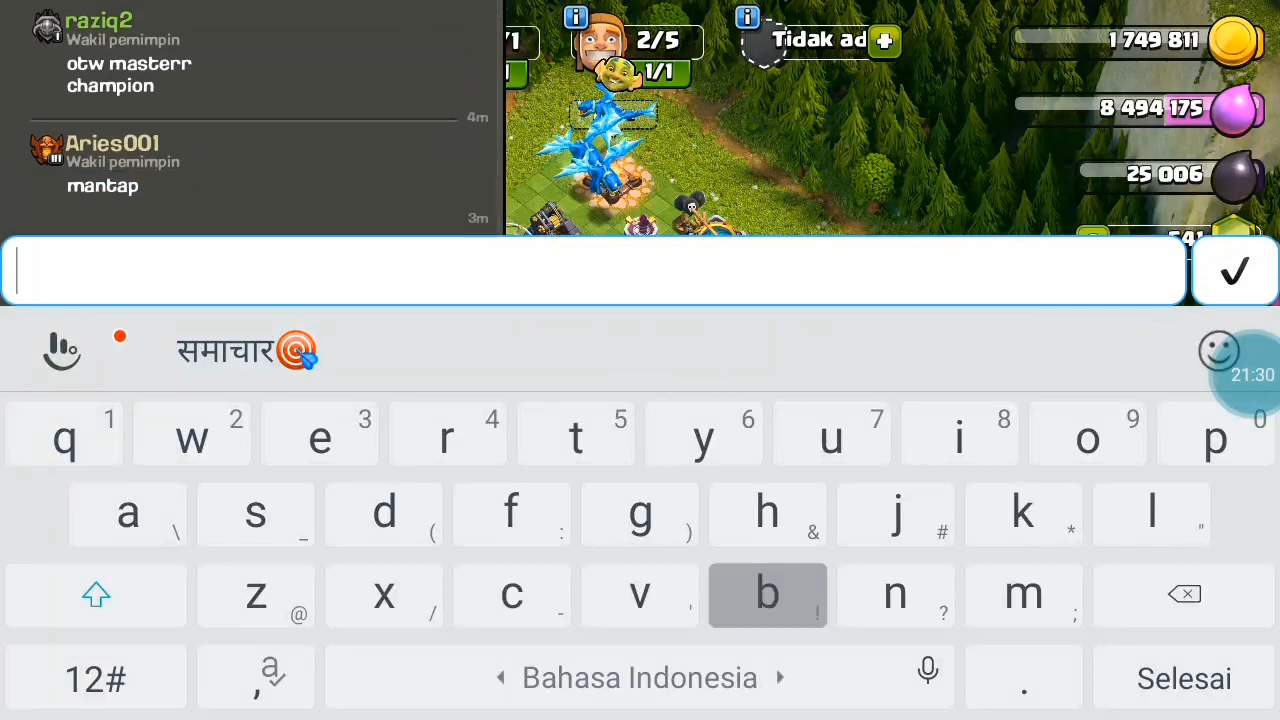 raziq2
Wakil pemimpin
otw masterr
champion
4m
Aries001
Wakil pemimpin
mantap
3m
/1
2/5
1/1
Tidak ad
1 749 811
8 494 175
25 006
541
समाचार
21:30
q 1 w 2 e 3 r 4 t 5 y 6 u 7 i 8 o 9 p 0
a \ s _ d ( f : g ) h & j # k * l "
z @ x / c - v ' b ! n ? m ;
12# , a Bahasa Indonesia . Selesai